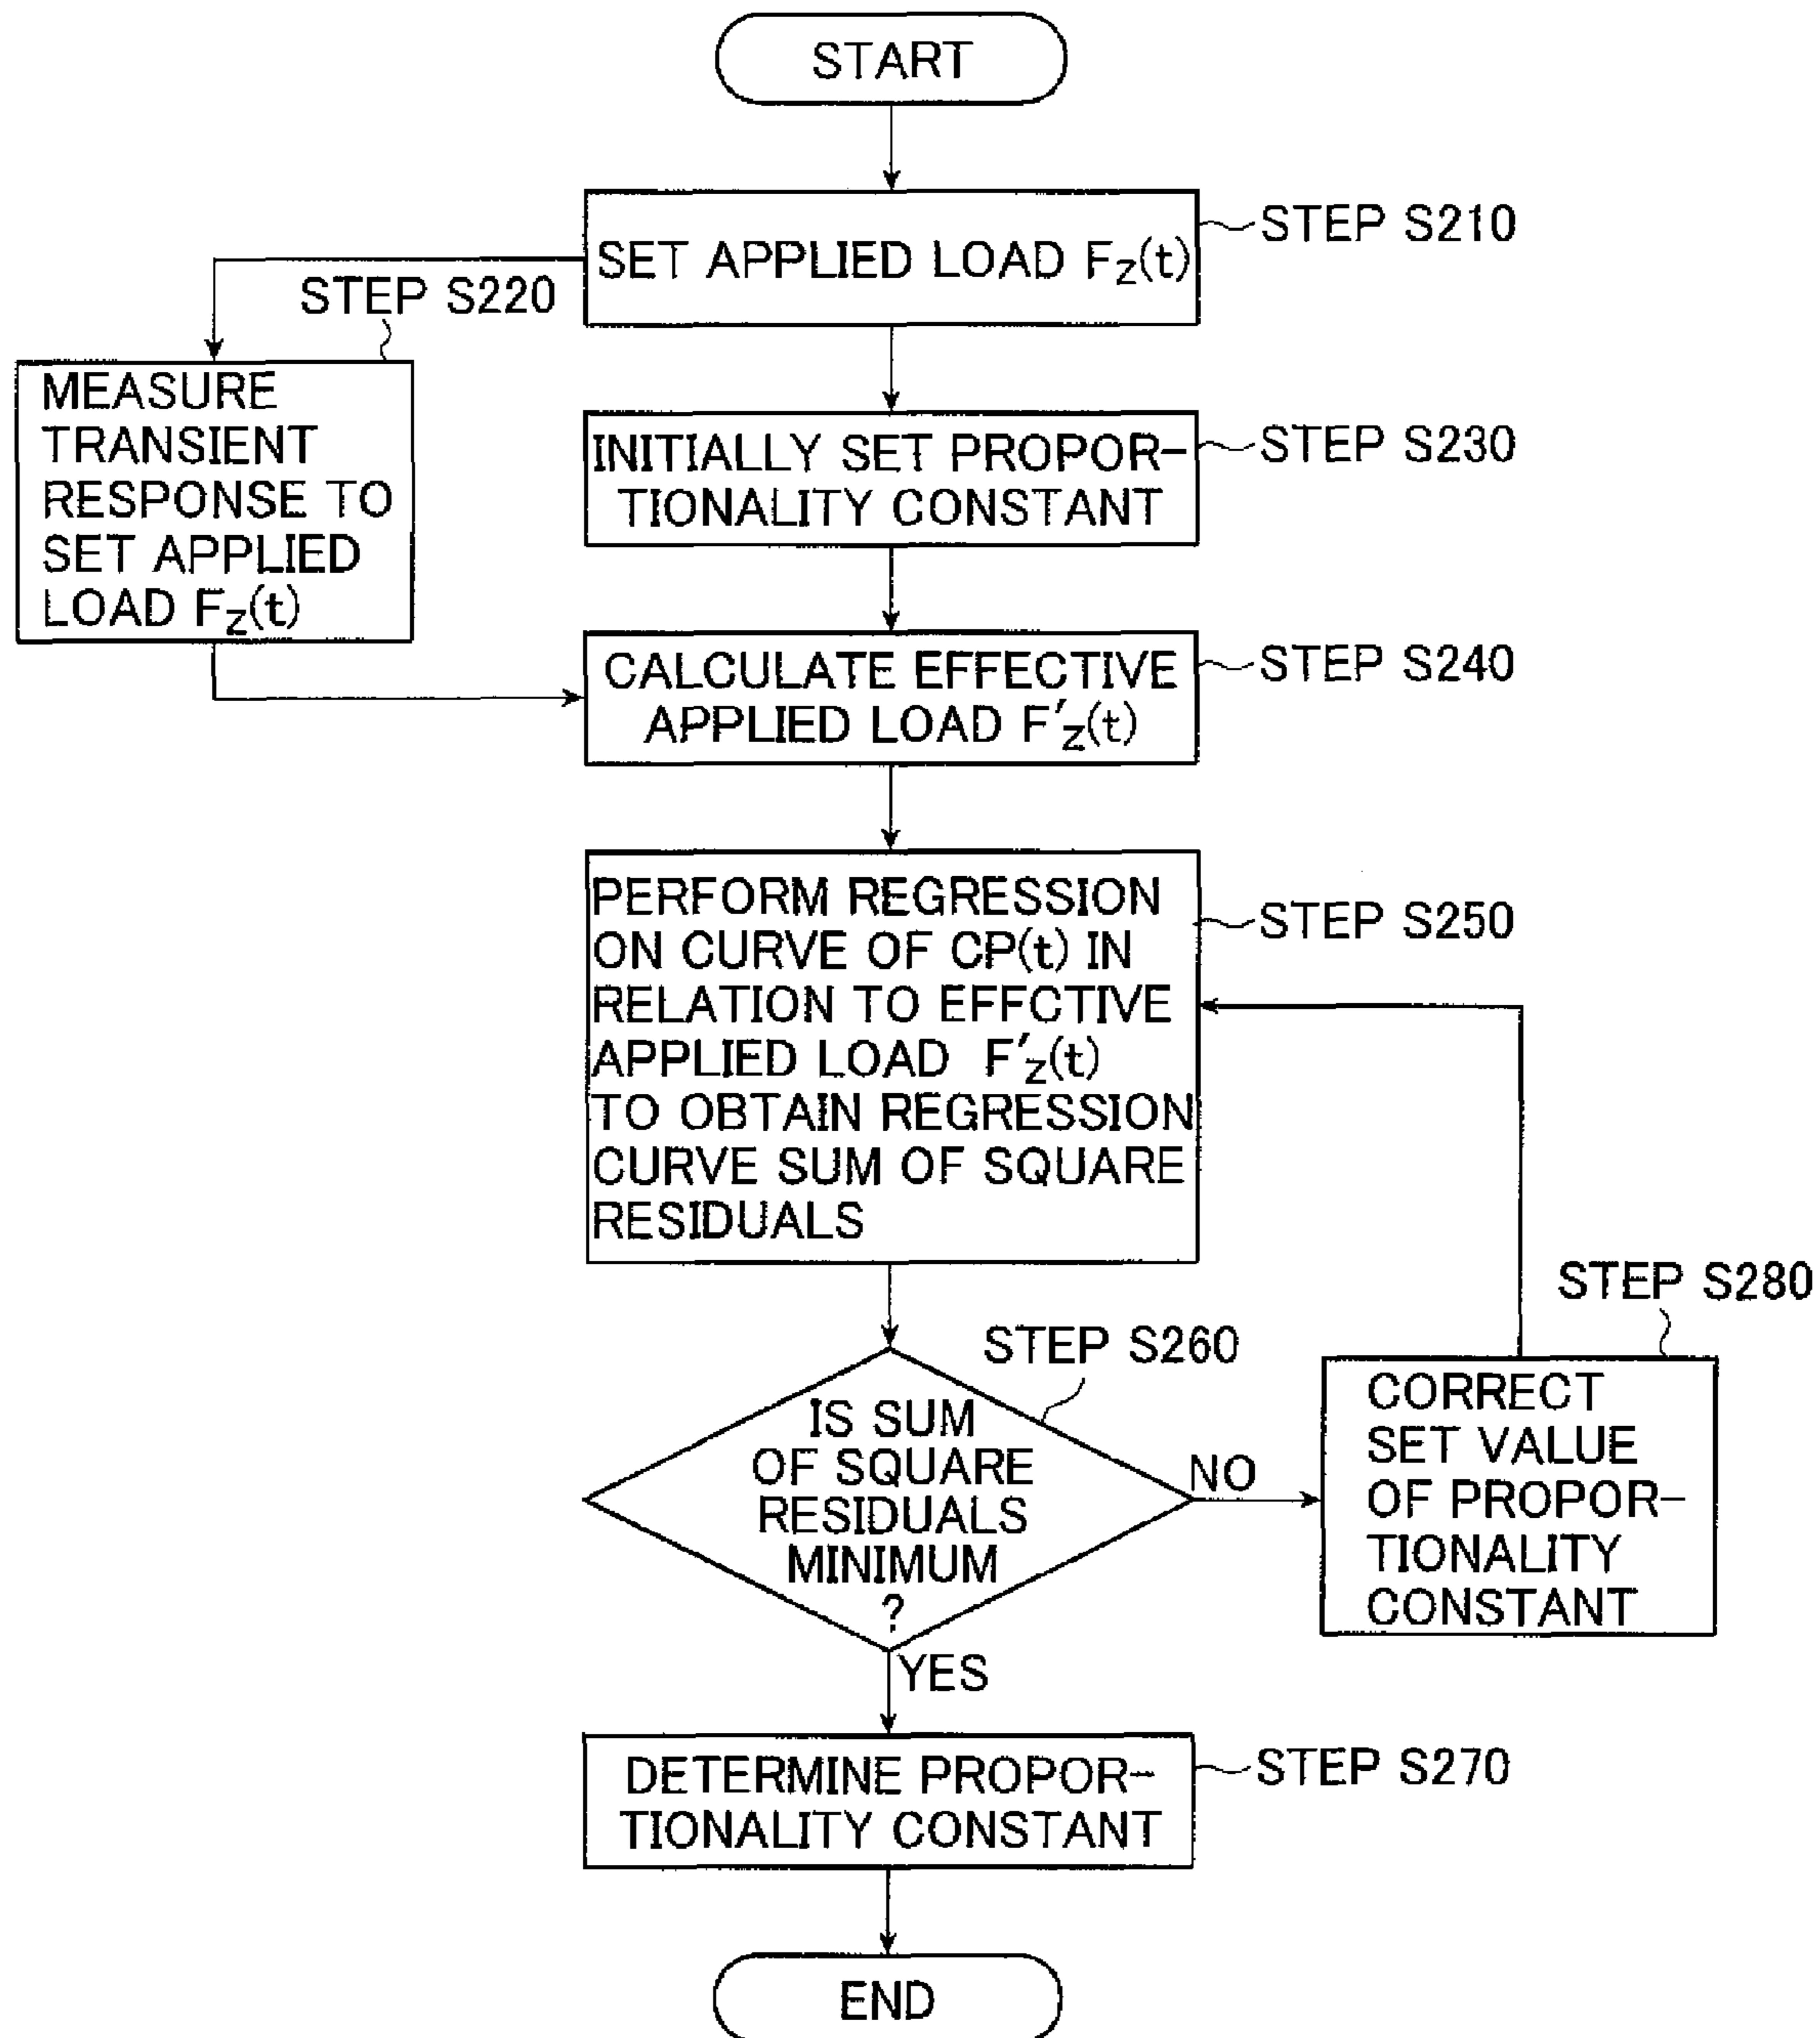 START
STEP S210
SET APPLIED LOAD Fz(t)
STEP S220
MEASURE
TRANSIENT
RESPONSE TO
SET APPLIED
LOAD Fz(t)
INITIALLY SET PROPOR-
TIONALITY CONSTANT
STEP S230
CALCULATE EFFECTIVE
APPLIED LOAD F'z(t)
STEP S240
PERFORM REGRESSION
ON CURVE OF CP(t) IN
RELATION TO EFFCTIVE
APPLIED LOAD F'z(t)
TO OBTAIN REGRESSION
CURVE SUM OF SQUARE
RESIDUALS
STEP S250
STEP S260
IS SUM
OF SQUARE
RESIDUALS
MINIMUM
?
NO
STEP S280
CORRECT
SET VALUE
OF PROPOR-
TIONALITY
CONSTANT
YES
DETERMINE PROPOR-
TIONALITY CONSTANT
STEP S270
END